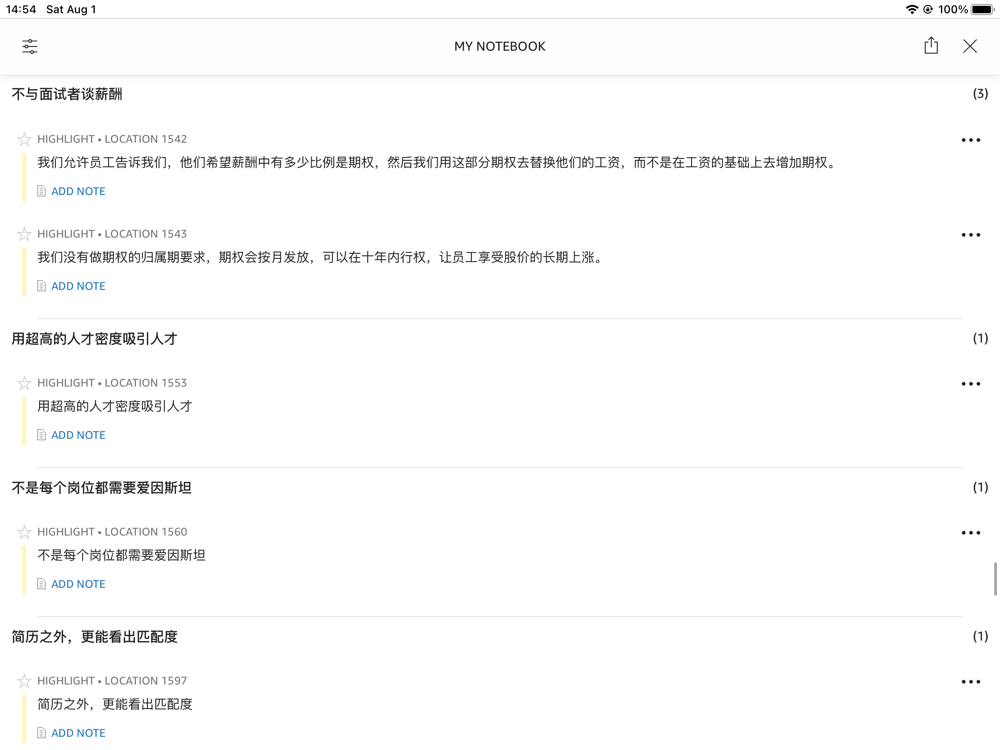 14:54 Sat Aug 1 100%
MY NOTEBOOK
不与面试者谈薪酬 (3)
HIGHLIGHT • LOCATION 1542
我们允许员工告诉我们，他们希望薪酬中有多少比例是期权，然后我们用这部分期权去替换他们的工资，而不是在工资的基础上去增加期权。
ADD NOTE
HIGHLIGHT • LOCATION 1543
我们没有做期权的归属期要求，期权会按月发放，可以在十年内行权，让员工享受股价的长期上涨。
ADD NOTE
用超高的人才密度吸引人才 (1)
HIGHLIGHT • LOCATION 1553
用超高的人才密度吸引人才
ADD NOTE
不是每个岗位都需要爱因斯坦 (1)
HIGHLIGHT • LOCATION 1560
不是每个岗位都需要爱因斯坦
ADD NOTE
简历之外，更能看出匹配度 (1)
HIGHLIGHT • LOCATION 1597
简历之外，更能看出匹配度
ADD NOTE